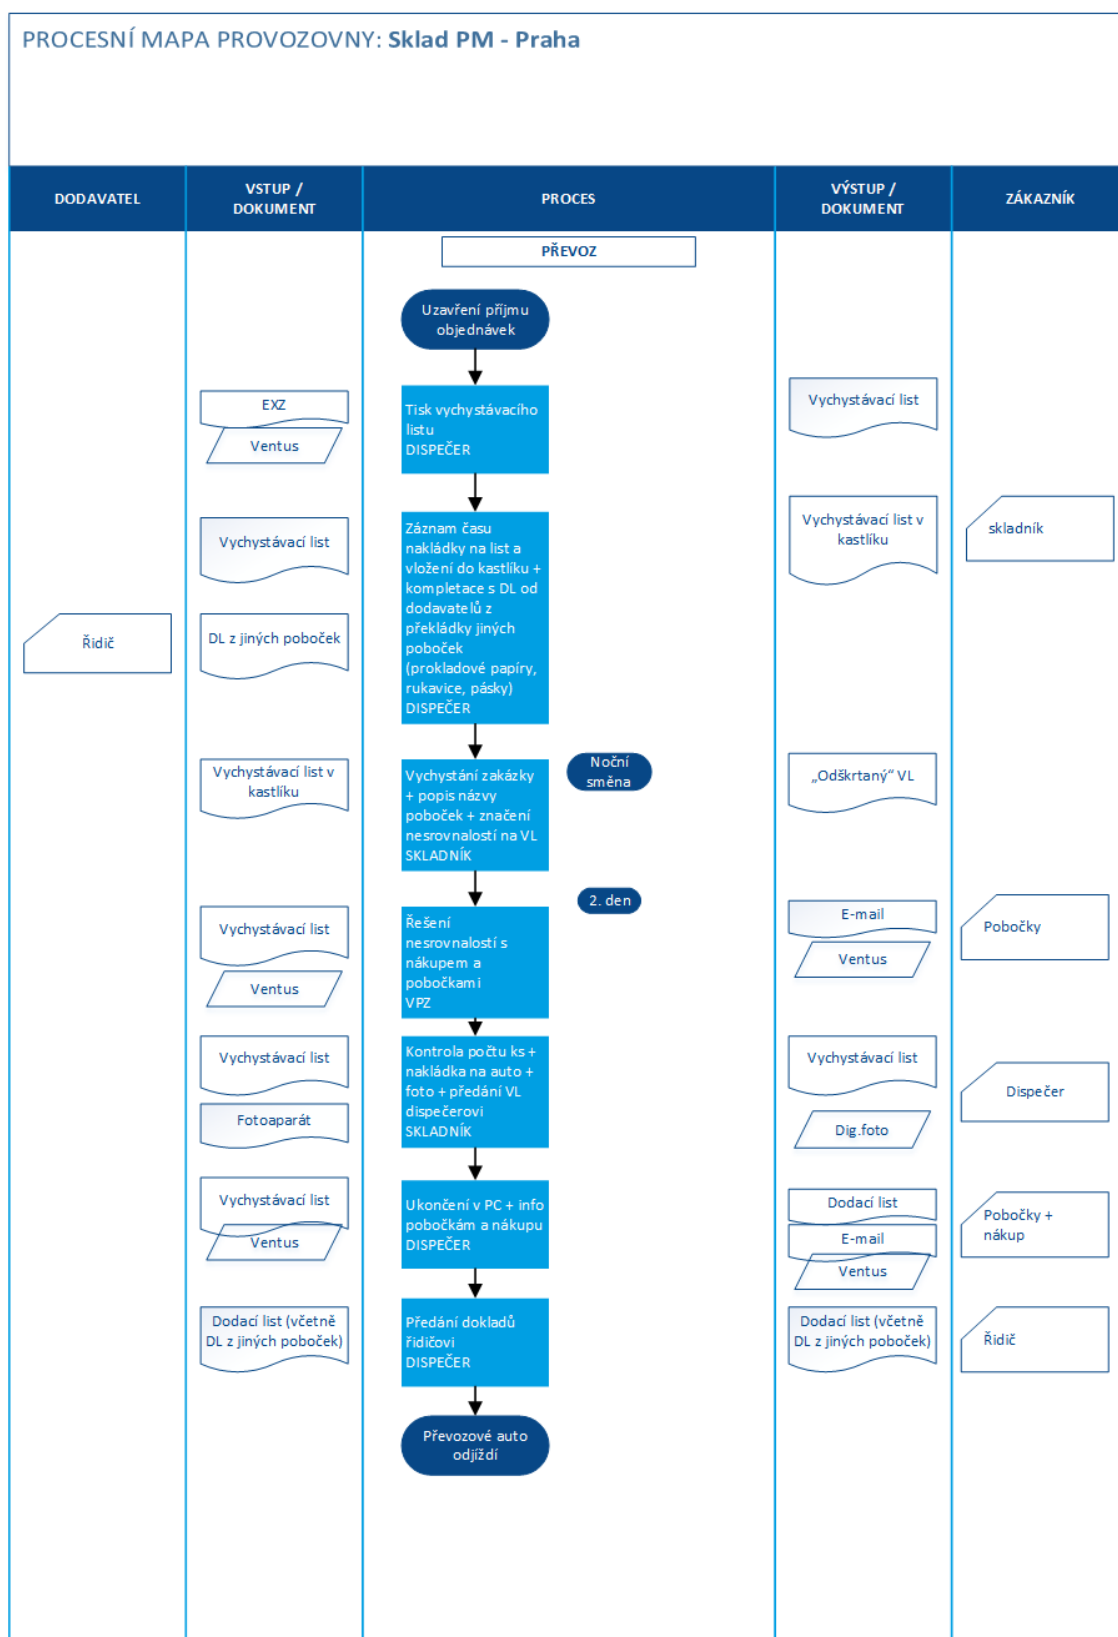 PROCESNÍ MAPA PROVOZOVNY: Sklad PM - Praha
DODAVATEL
VSTUP /
DOKUMENT
PROCES
VÝSTUP /
DOKUMENT
ZÁKAZNÍK
PŘEVOZ
Uzavření příjmu
objednávek
EXZ
Ventus
Tisk vychystávacího
listu
DISPEČER
Vychystávací list
Vychystávací list
Řidič
DL z jiných poboček
Záznam času
nakládky na list a
vložení do kastlíku +
kompletace s DL od
dodavatelů z
překládky jiných
poboček
(prokladové papíry,
rukavice, pásky)
DISPEČER
Vychystávací list v
kastlíku
skladník
Vychystávací list v
kastlíku
Vychystání zakázky
+ popis názvy
poboček + značení
nesrovnalostí na VL
SKLADNÍK
Noční
směna
„Odškrtaný“ VL
2. den
Vychystávací list
Ventus
Řešení
nesrovnalostí s
nákupem a
pobočkami
VPZ
E-mail
Ventus
Pobočky
Vychystávací list
Fotoaparát
Kontrola počtu ks +
nakládka na auto +
foto + předání VL
dispečerovi
SKLADNÍK
Vychystávací list
Dig.foto
Dispečer
Vychystávací list
Ventus
Ukončení v PC + info
pobočkám a nákupu
DISPEČER
Dodací list
E-mail
Ventus
Pobočky +
nákup
Dodací list (včetně
DL z jiných poboček)
Předání dokladů
řidičovi
DISPEČER
Dodací list (včetně
DL z jiných poboček)
Řidič
Převozové auto
odjíždí